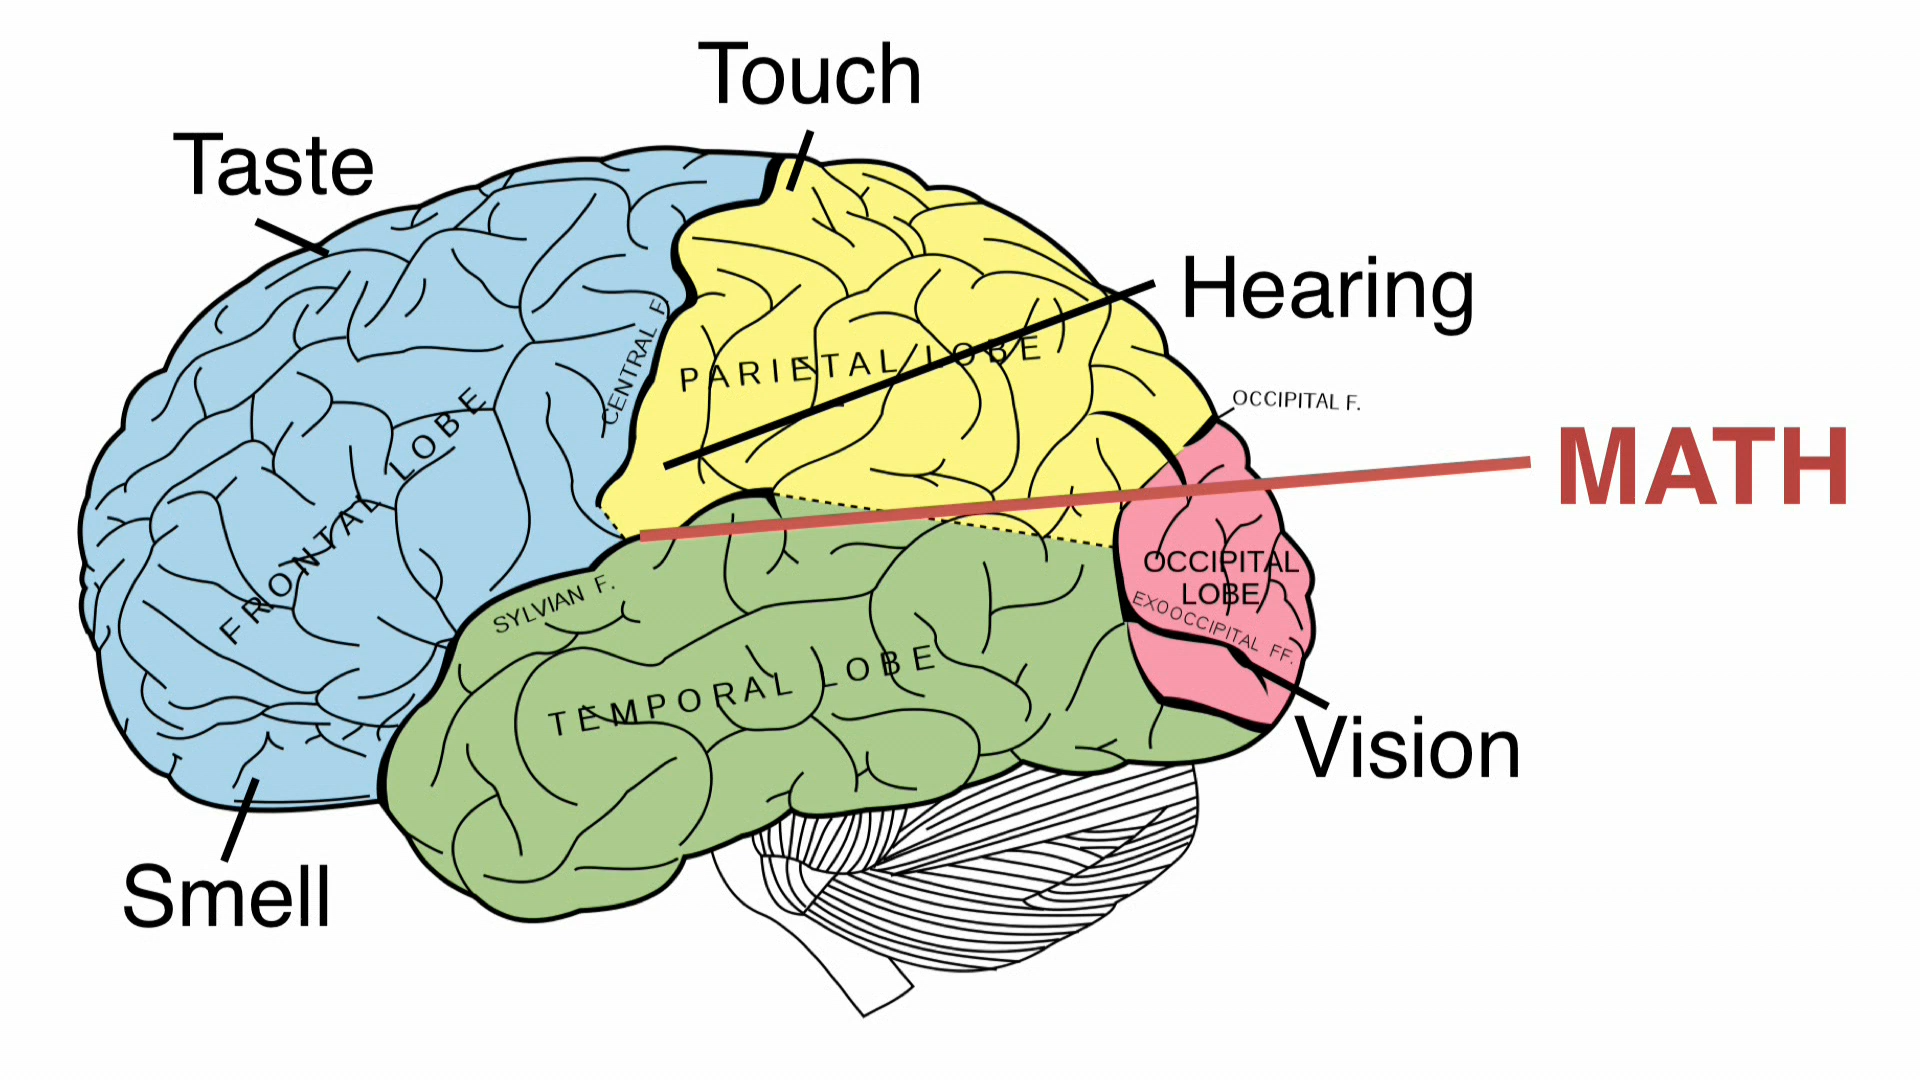 Touch
Taste
Hearing
CENTRAL F.
PARIETAL LOBE
OCCIPITAL F.
FRONTAL LOBE
MATH
OCCIPITAL
LOBE
EXOOCCIPITAL FF.
SYLVIAN F.
TEMPORAL LOBE
Vision
Smell